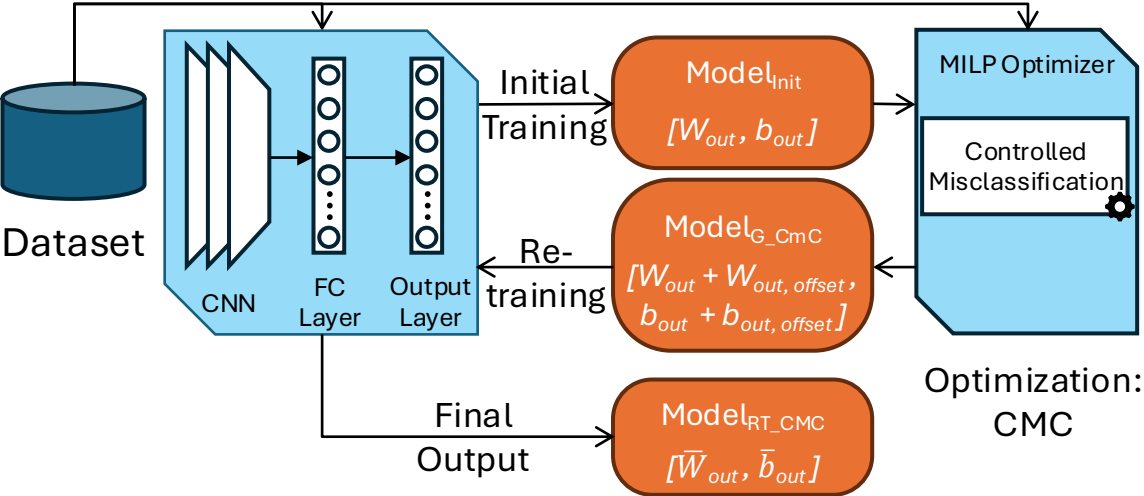 Dataset
CNN
FC
Layer
Output
Layer
Initial
Training
Model_Init
[W_out, b_out]
MILP Optimizer
Controlled
Misclassification
Optimization:
CMC
Model_G_CmC
[W_out + W_out, offset,
b_out + b_out, offset]
Re-
training
Final
Output
Model_RT_CMC
[W̅_out, b̅_out]